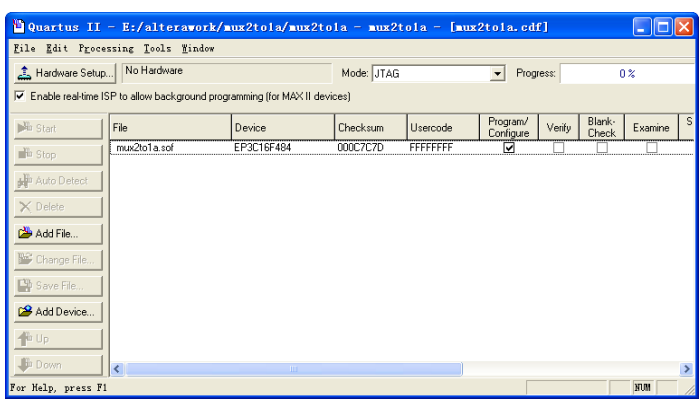 Quartus II - E:/alterawork/mux2to1a/mux2to1a - mux2to1a - [mux2to1a.cdf]
File Edit Processing Tools Window
Hardware Setup... No Hardware Mode: JTAG Progress: 0 %
Enable real-time ISP to allow background programming (for MAX II devices)
Start
Stop
Auto Detect
Delete
Add File...
Change File...
Save File...
Add Device...
Up
Down
File Device Checksum Usercode Program/ Configure Verify Blank- Check Examine S
mux2to1a.sof EP3C16F484 000C7C7D FFFFFFFF
For Help, press F1 NUM